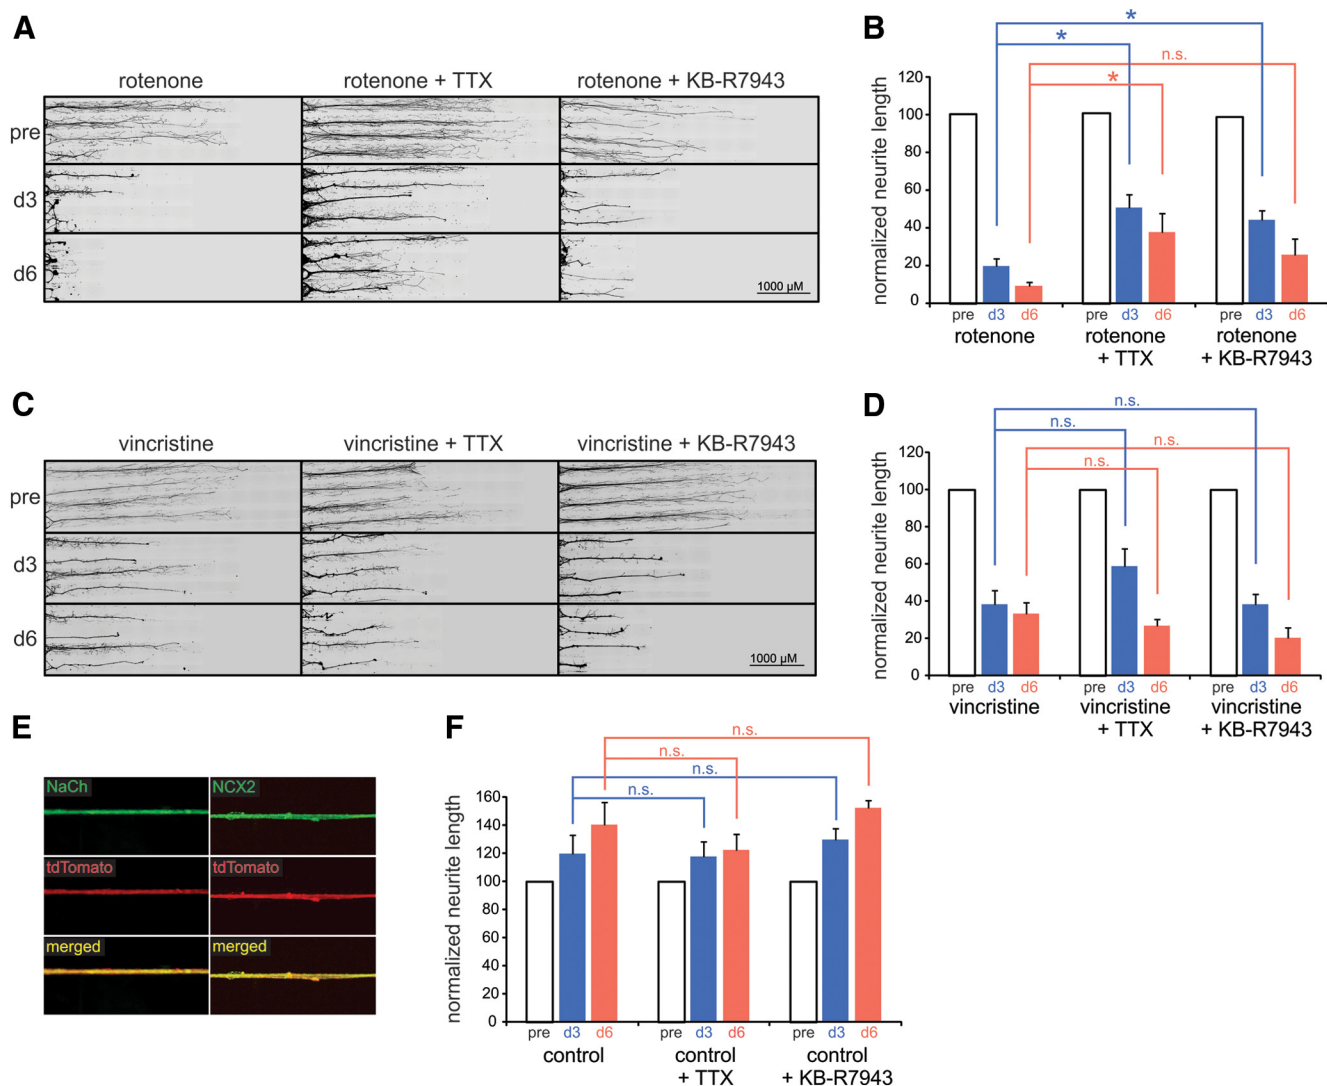 A
rotenone
rotenone + TTX
rotenone + KB-R7943
pre
d3
d6
1000 µM
B
*
*
n.s.
*
normalized neurite length
120
100
80
60
40
20
0
pre d3 d6 pre d3 d6 pre d3 d6
rotenone
rotenone
+ TTX
rotenone
+ KB-R7943
C
vincristine
vincristine + TTX
vincristine + KB-R7943
pre
d3
d6
1000 µM
D
n.s.
n.s.
n.s.
n.s.
normalized neurite length
120
100
80
60
40
20
0
pre d3 d6 pre d3 d6 pre d3 d6
vincristine
vincristine
+ TTX
vincristine
+ KB-R7943
E
NaCh
NCX2
tdTomato
tdTomato
merged
merged
F
n.s.
n.s.
n.s.
n.s.
normalized neurite length
160
140
120
100
80
60
40
20
0
pre d3 d6 pre d3 d6 pre d3 d6
control
control
+ TTX
control
+ KB-R7943